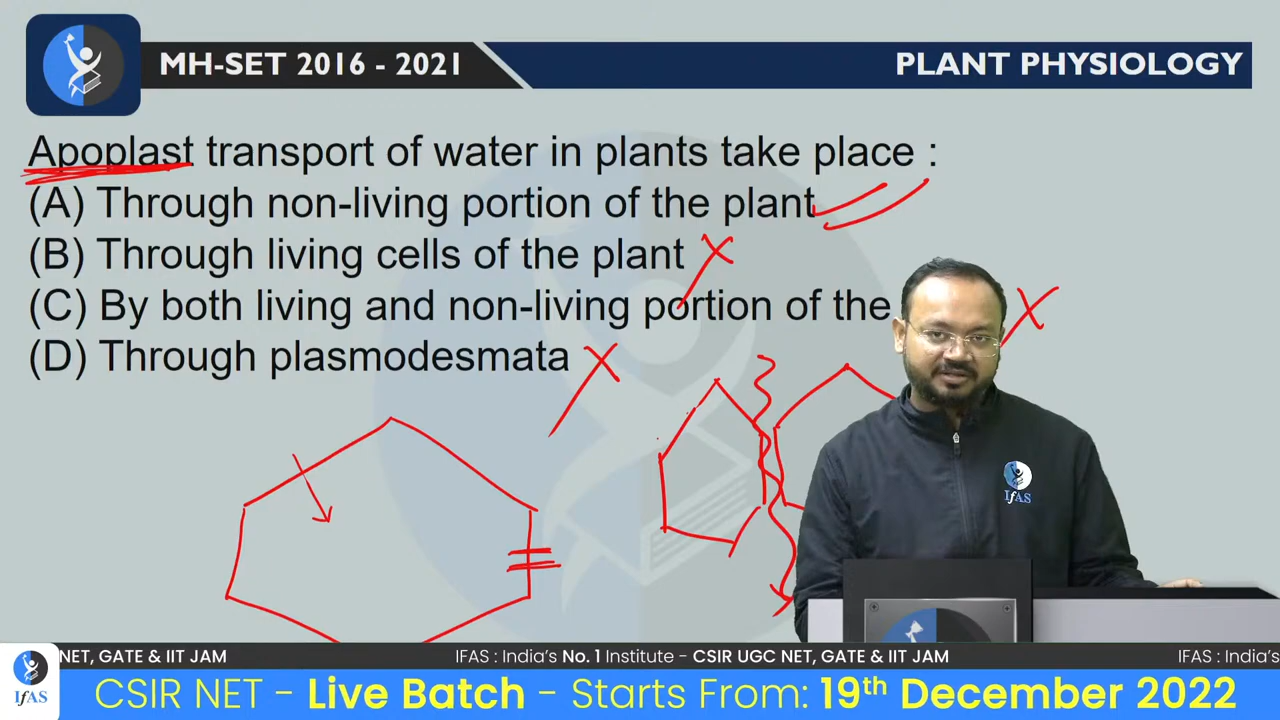 MH-SET 2016 - 2021
PLANT PHYSIOLOGY
Apoplast transport of water in plants take place :
(A) Through non-living portion of the plant
(B) Through living cells of the plant
(C) By both living and non-living portion of the
(D) Through plasmodesmata
IfAS
NET, GATE & IIT JAM
IFAS : India's No. 1 Institute - CSIR UGC NET, GATE & IIT JAM
IFAS : India's
IfAS
CSIR NET - Live Batch - Starts From: 19th December 2022